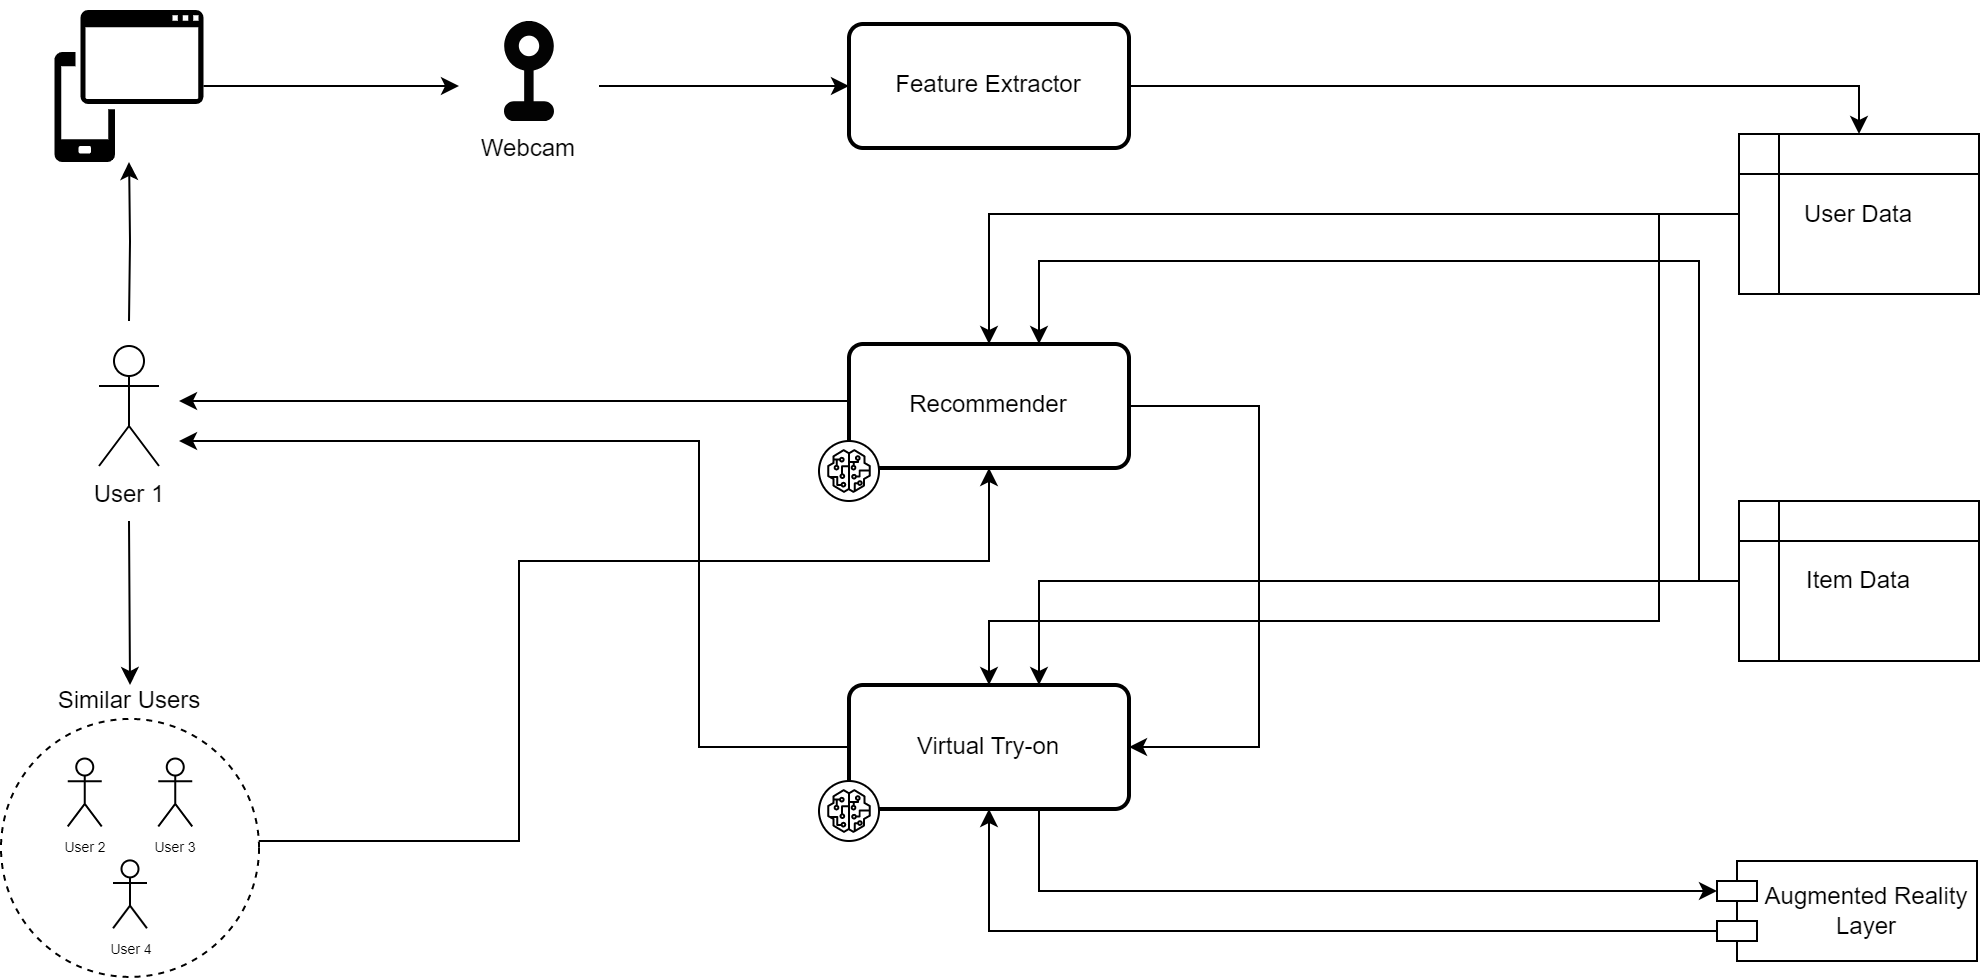 Feature Extractor
Webcam
User Data
Recommender
User 1
Item Data
Similar Users
Virtual Try-on
User 2
User 3
User 4
Augmented Reality
Layer